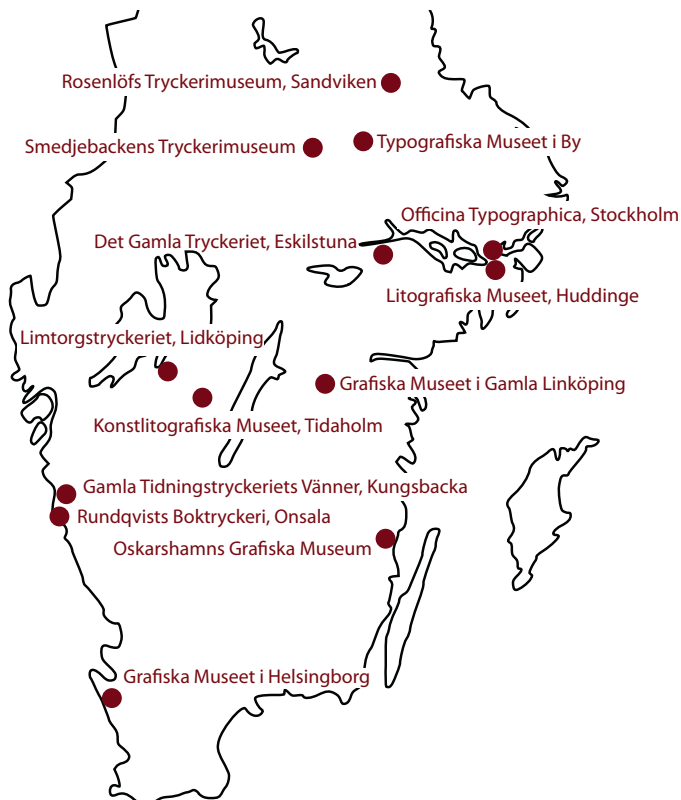 Rosenlöfs Tryckerimuseum, Sandviken
Smedjebackens Tryckerimuseum
Typografiska Museet i By
Officina Typographica, Stockholm
Det Gamla Tryckeriet, Eskilstuna
Litografiska Museet, Huddinge
Limtorgstryckeriet, Lidköping
Grafiska Museet i Gamla Linköping
Konstlitografiska Museet, Tidaholm
Gamla Tidningstryckeriets Vänner, Kungsbacka
Rundqvists Boktryckeri, Onsala
Oskarshamns Grafiska Museum
Grafiska Museet i Helsingborg